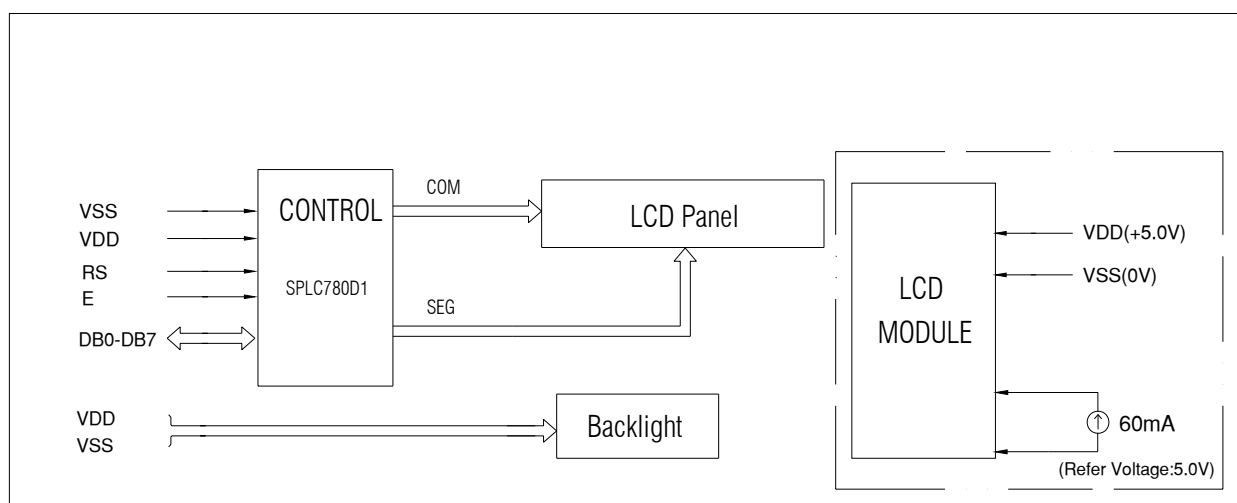 VSS
VDD
RS
E
DB0-DB7
CONTROL
SPLC780D1
COM
SEG
LCD Panel
VDD
VSS
Backlight
LCD
MODULE
VDD(+5.0V)
VSS(0V)
60mA
(Refer Voltage:5.0V)